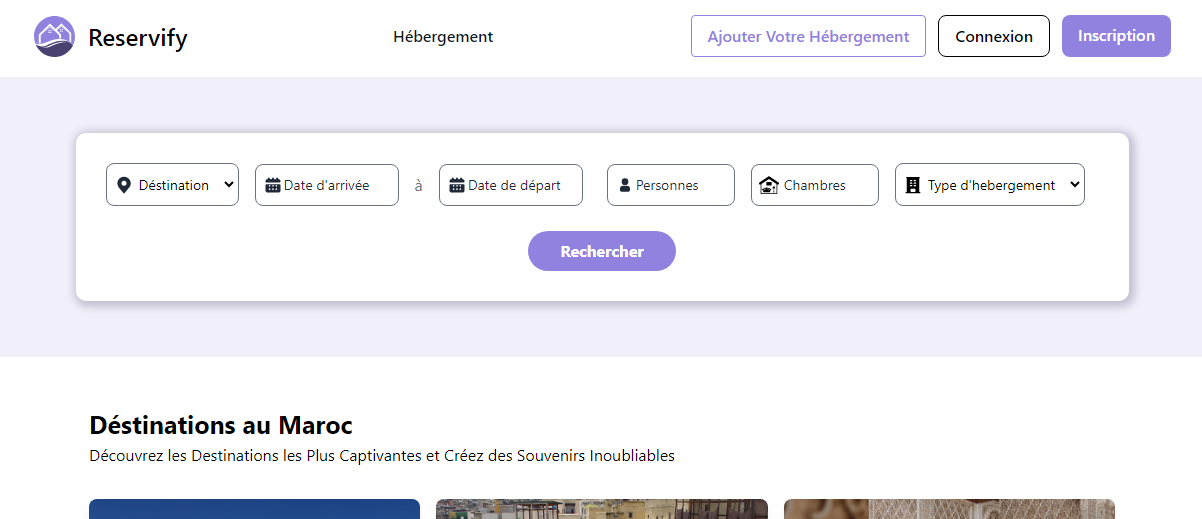 Reservify
Hébergement
Ajouter Votre Hébergement
Connexion
Inscription
Déstination
Date d'arrivée
à
Date de départ
Personnes
Chambres
Type d'hebergement
Rechercher
Déstinations au Maroc
Découvrez les Destinations les Plus Captivantes et Créez des Souvenirs Inoubliables